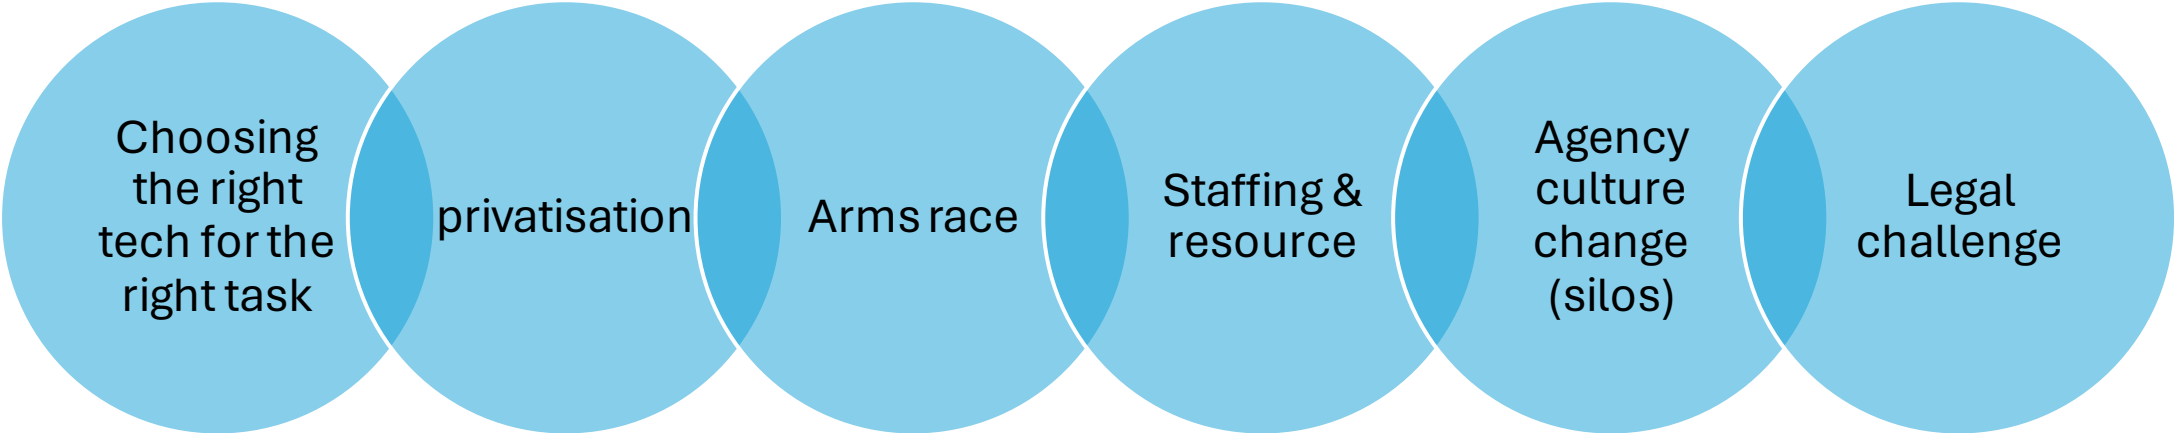 Choosing
the right
tech for the
right task
privatisation
Arms race
Staffing &
resource
Agency
culture
change
(silos)
Legal
challenge